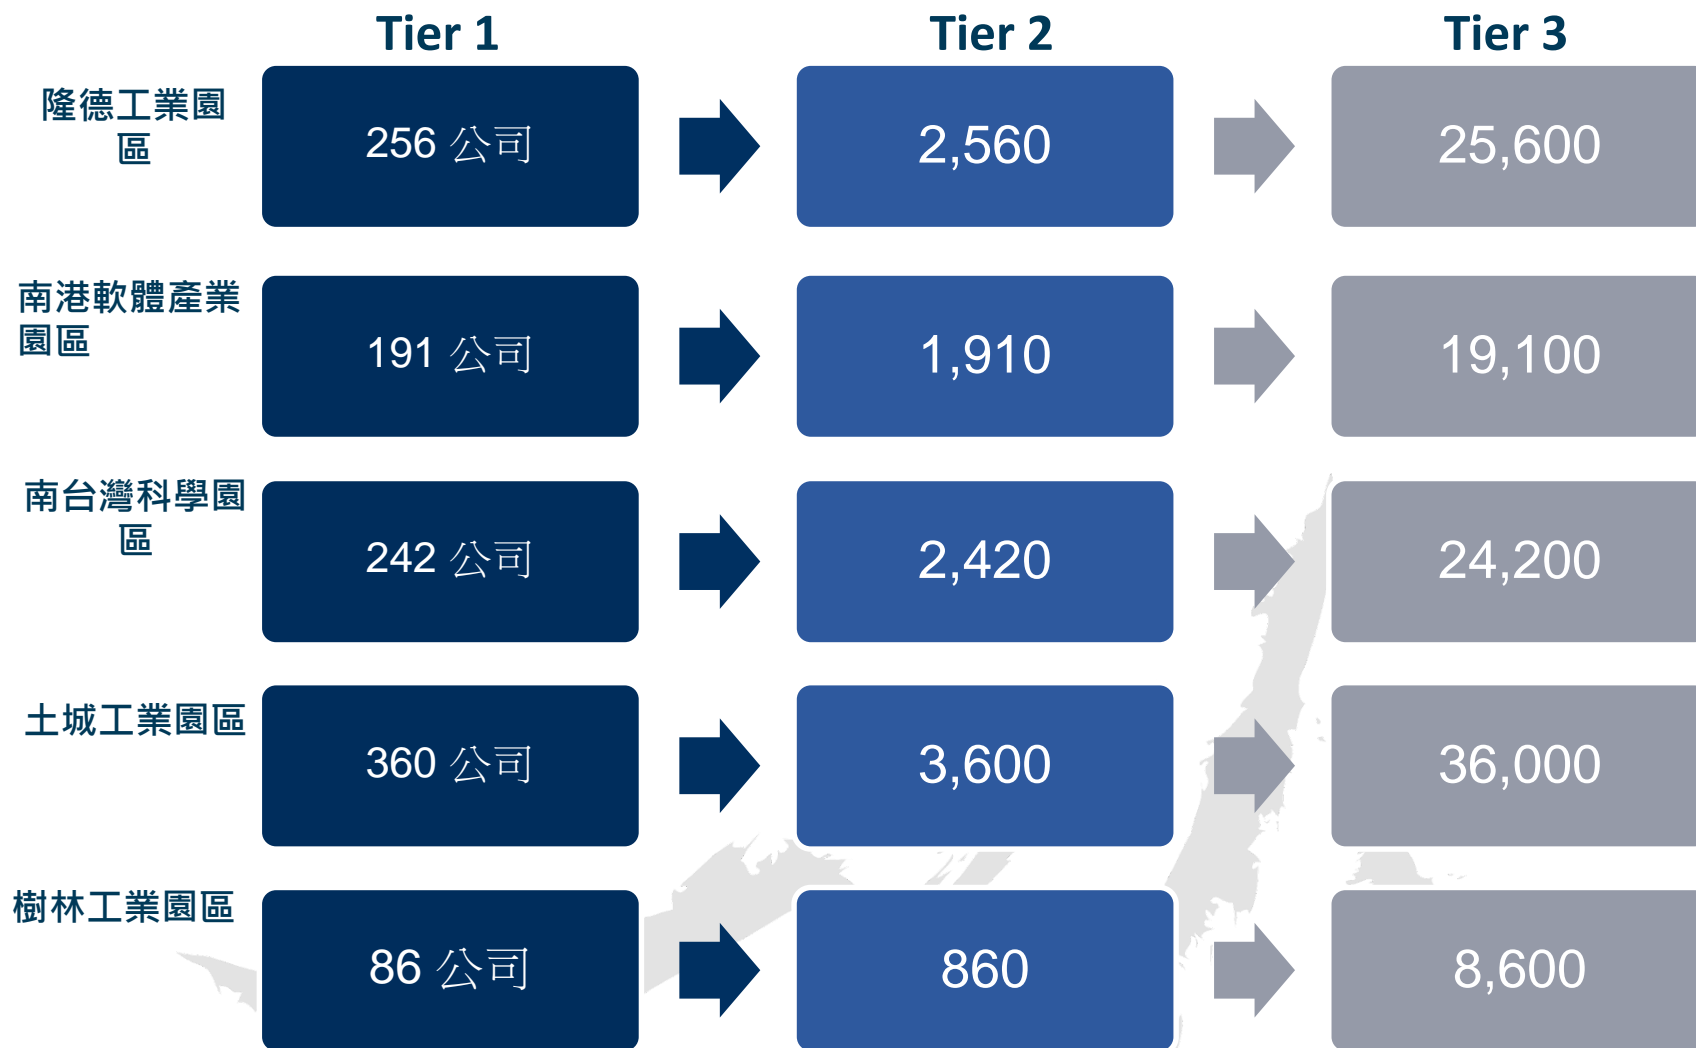 Tier 1
Tier 2
Tier 3
隆德工業園
區
256 公司
2,560
25,600
南港軟體產業
園區
191 公司
1,910
19,100
南台灣科學園
區
242 公司
2,420
24,200
土城工業園區
360 公司
3,600
36,000
樹林工業園區
86 公司
860
8,600